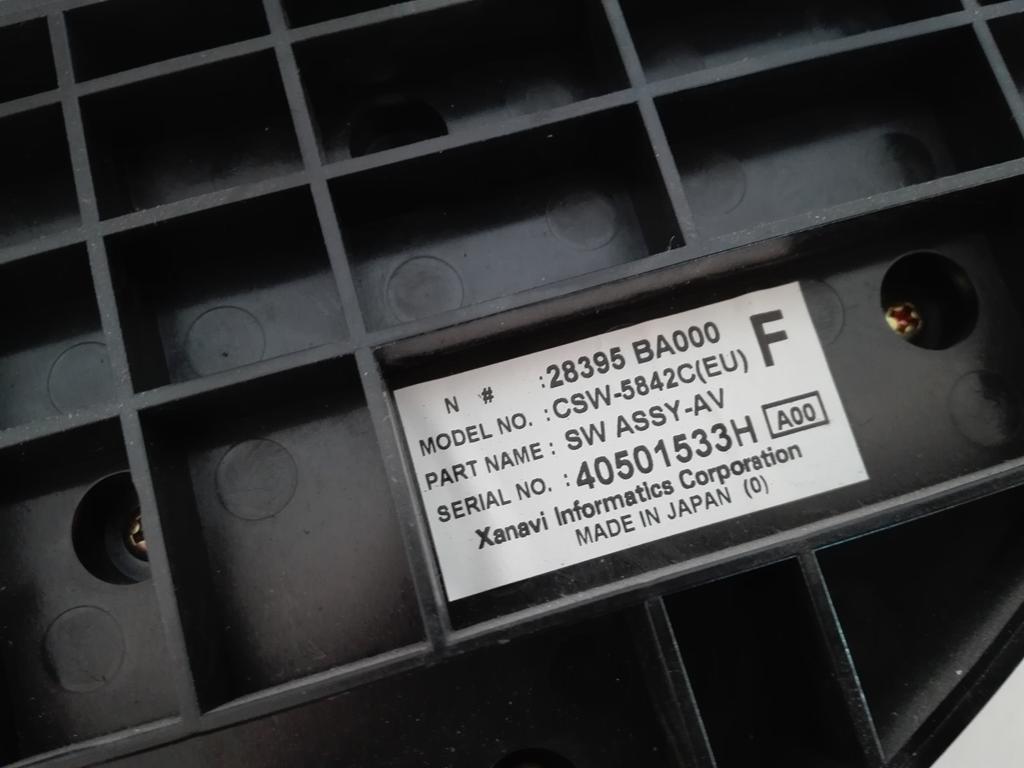 N # : 28395 BA000 F
MODEL NO. : CSW-5842C(EU)
PART NAME : SW ASSY-AV
SERIAL NO. : 40501533H A00
Xanavi Informatics Corporation
MADE IN JAPAN (0)